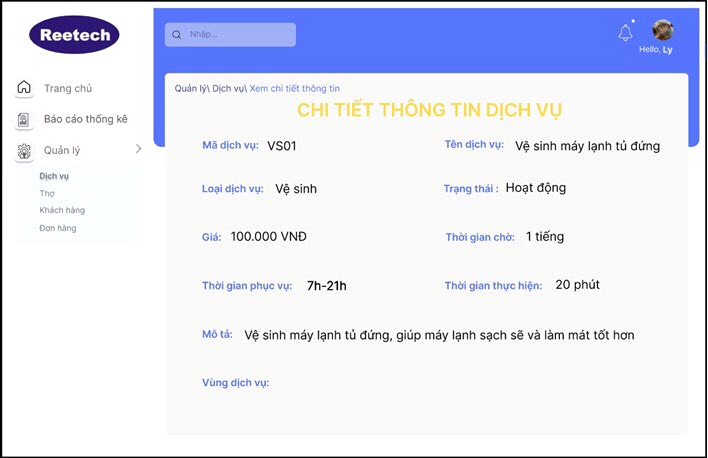 Reetech
Nhập...
Hello, Ly
Trang chủ
Báo cáo thống kê
Quản lý
Dịch vụ
Thợ
Khách hàng
Đơn hàng
Quản lý\ Dịch vụ\ Xem chi tiết thông tin
CHI TIẾT THÔNG TIN DỊCH VỤ
Mã dịch vụ: VS01 Tên dịch vụ: Vệ sinh máy lạnh tủ đứng
Loại dịch vụ: Vệ sinh Trạng thái : Hoạt động
Giá: 100.000 VNĐ Thời gian chờ: 1 tiếng
Thời gian phục vụ: 7h-21h Thời gian thực hiện: 20 phút
Mô tả: Vệ sinh máy lạnh tủ đứng, giúp máy lạnh sạch sẽ và làm mát tốt hơn
Vùng dịch vụ: